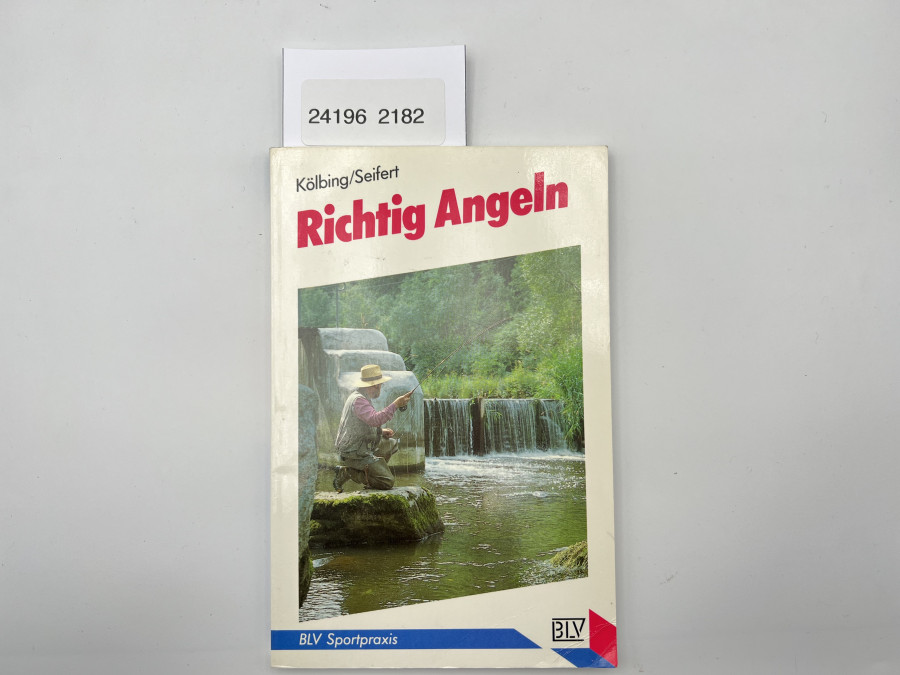 24196 2182
Kölbing/Seifert
Richtig Angeln
BLV Sportpraxis
BLV